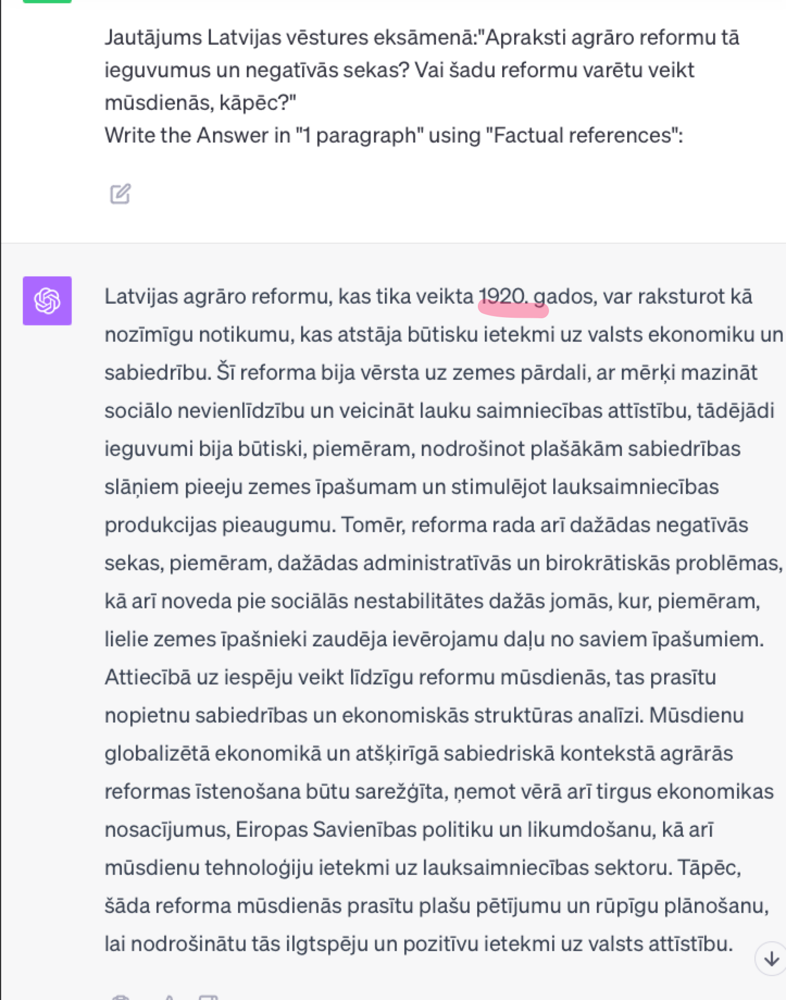 Jautājums Latvijas vēstures eksāmenā:"Apraksti agrāro reformu tā
ieguvumus un negatīvās sekas? Vai šadu reformu varētu veikt
mūsdienās, kāpēc?"
Write the Answer in "1 paragraph" using "Factual references":
Latvijas agrāro reformu, kas tika veikta 1920. gados, var raksturot kā
nozīmīgu notikumu, kas atstāja būtisku ietekmi uz valsts ekonomiku un
sabiedrību. Šī reforma bija vērsta uz zemes pārdali, ar mērķi mazināt
sociālo nevienlīdzību un veicināt lauku saimniecības attīstību, tādējādi
ieguvumi bija būtiski, piemēram, nodrošinot plašākām sabiedrības
slāņiem pieeju zemes īpašumam un stimulējot lauksaimniecības
produkcijas pieaugumu. Tomēr, reforma rada arī dažādas negatīvās
sekas, piemēram, dažādas administratīvās un birokrātiskās problēmas,
kā arī noveda pie sociālās nestabilitātes dažās jomās, kur, piemēram,
lielie zemes īpašnieki zaudēja ievērojamu daļu no saviem īpašumiem.
Attiecībā uz iespēju veikt līdzīgu reformu mūsdienās, tas prasītu
nopietnu sabiedrības un ekonomiskās struktūras analīzi. Mūsdienu
globalizētā ekonomikā un atšķirīgā sabiedriskā kontekstā agrārās
reformas īstenošana būtu sarežģīta, ņemot vērā arī tirgus ekonomikas
nosacījumus, Eiropas Savienības politiku un likumdošanu, kā arī
mūsdienu tehnoloģiju ietekmi uz lauksaimniecības sektoru. Tāpēc,
šāda reforma mūsdienās prasītu plašu pētījumu un rūpīgu plānošanu,
lai nodrošinātu tās ilgtspēju un pozitīvu ietekmi uz valsts attīstību.